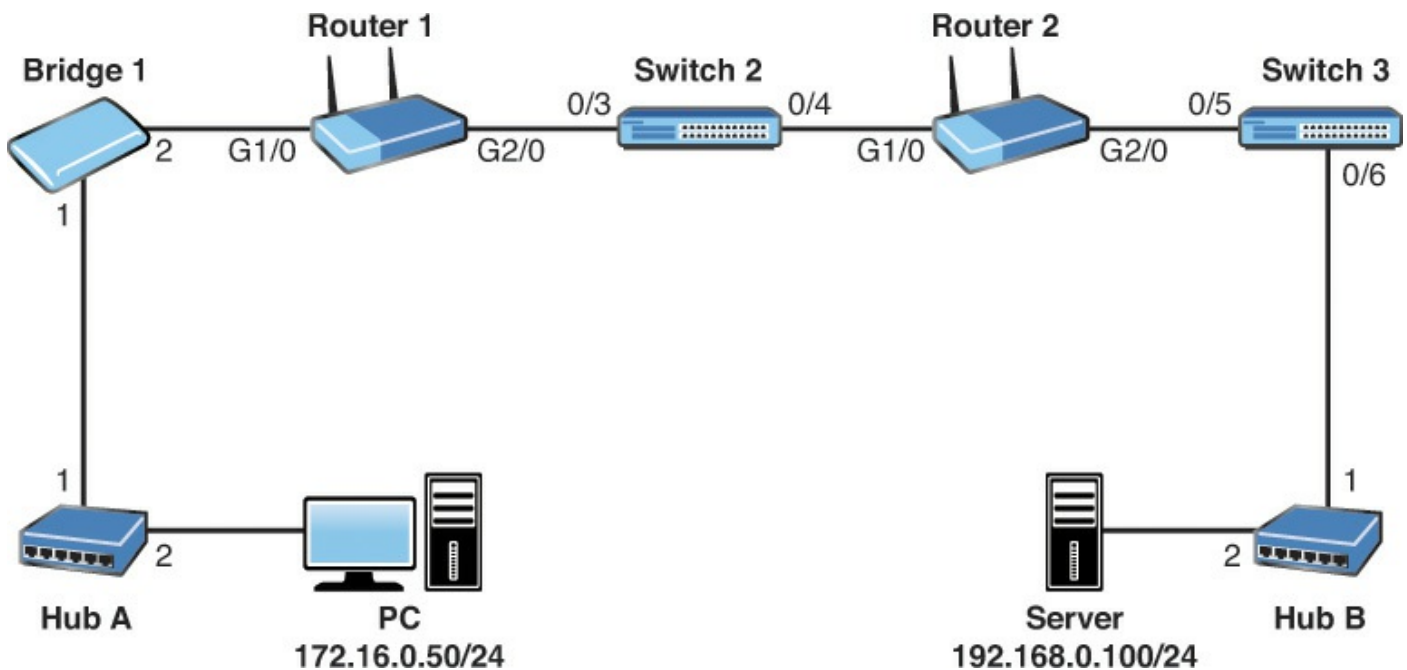 Router 1
Router 2
Bridge 1
Switch 2
Switch 3
0/3
0/4
0/5
2
G1/0
G2/0
G1/0
G2/0
0/6
1
1
1
2
2
Hub A
PC
Server
Hub B
172.16.0.50/24
192.168.0.100/24